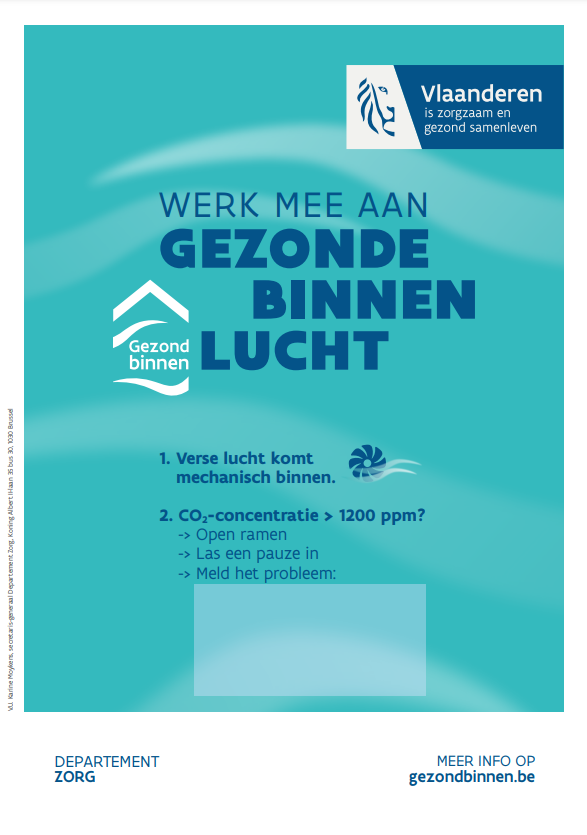 Vlaanderen
is zorgzaam en
gezond samenleven
WERK MEE AAN
GEZONDE
BINNEN
LUCHT
Gezond
binnen
1. Verse lucht komt
mechanisch binnen.
2. CO₂-concentratie > 1200 ppm?
-> Open ramen
-> Las een pauze in
-> Meld het probleem:
V.U. Karine Moykens, secretaris-generaal Departement Zorg, Koning Albert II-laan 35 bus 30, 1030 Brussel
DEPARTEMENT
ZORG
MEER INFO OP
gezondbinnen.be